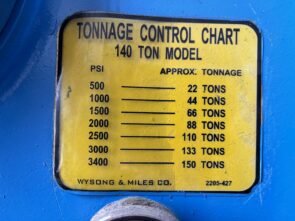 TONNAGE CONTROL CHART
140 TON MODEL
PSI APPROX. TONNAGE
500 22 TONS
1000 44 TONS
1500 66 TONS
2000 88 TONS
2500 110 TONS
3000 133 TONS
3400 150 TONS
WYSONG & MILES CO. 2205-427